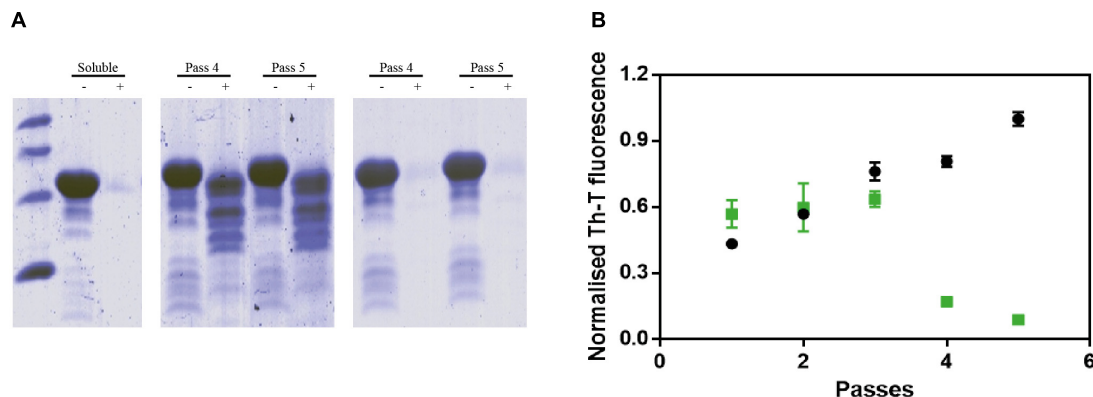 A
Soluble
- +
Pass 4 Pass 5
- + - +
Pass 4 Pass 5
- + - +
B
Normalised Th-T fluorescence
1.2
0.9
0.6
0.3
0.0
0 2 4 6
Passes